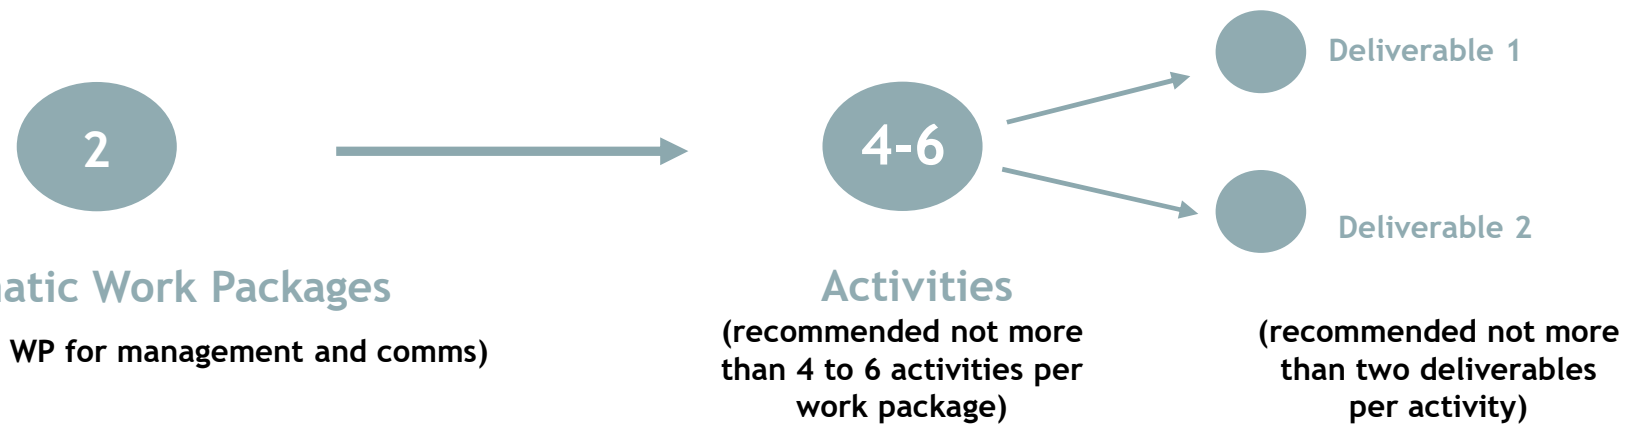 2
4-6
Deliverable 1
Deliverable 2
Work Packages
WP for management and comms)
Activities
(recommended not more
than 4 to 6 activities per
work package)
(recommended not more
than two deliverables
per activity)